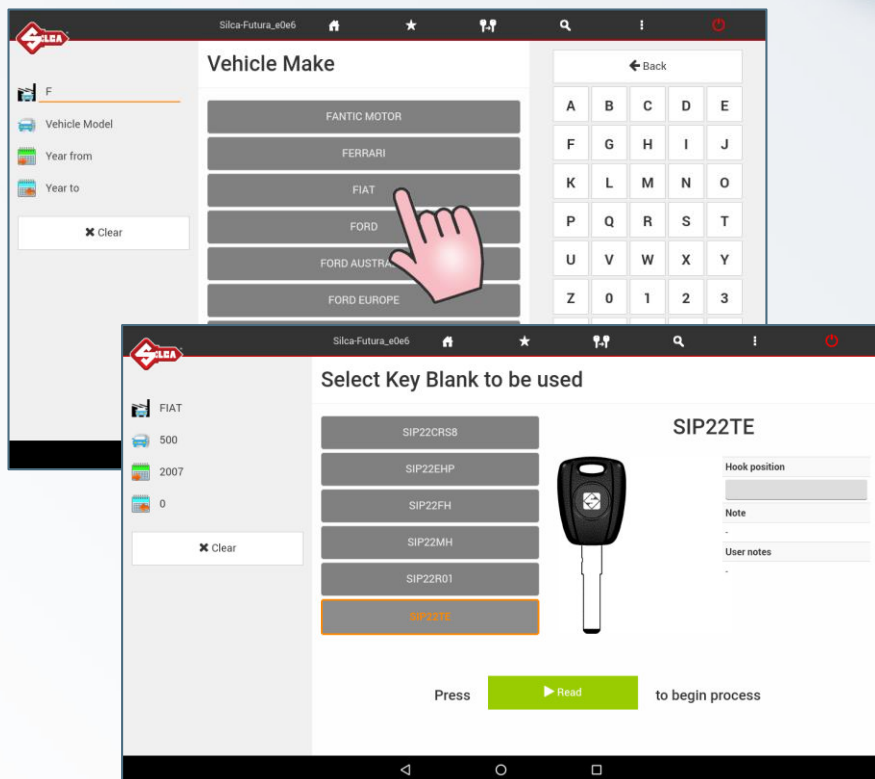 Silca-Futura_e0e6
SILCA
Vehicle Make
Back
F
Vehicle Model
Year from
Year to
Clear
FANTIC MOTOR
FERRARI
FIAT
FORD
FORD AUSTRA
FORD EUROPE
A B C D E
F G H I J
K L M N O
P Q R S T
U V W X Y
Z 0 1 2 3
Silca-Futura_e0e6
SILCA
Select Key Blank to be used
FIAT
500
2007
0
Clear
SIP22CRS8
SIP22EHP
SIP22FH
SIP22MH
SIP22R01
SIP22TE
SIP22TE
Hook position
Note
-
User notes
-
Press Read to begin process